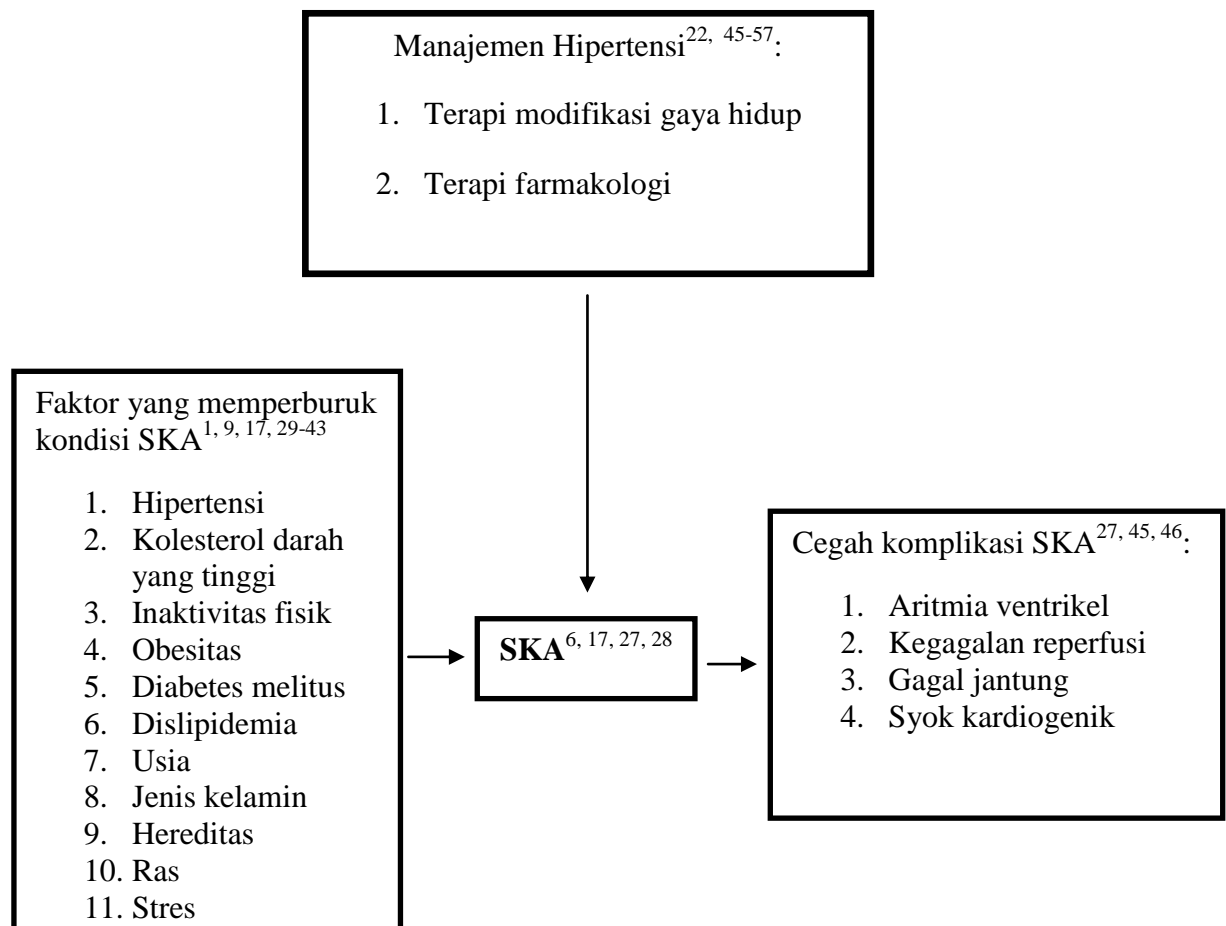 Manajemen Hipertensi22, 45-57:
1. Terapi modifikasi gaya hidup
2. Terapi farmakologi
Faktor yang memperburuk
kondisi SKA1, 9, 17, 29-43
1. Hipertensi
2. Kolesterol darah
yang tinggi
3. Inaktivitas fisik
4. Obesitas
5. Diabetes melitus
6. Dislipidemia
7. Usia
8. Jenis kelamin
9. Hereditas
10. Ras
11. Stres
SKA6, 17, 27, 28
Cegah komplikasi SKA27, 45, 46:
1. Aritmia ventrikel
2. Kegagalan reperfusi
3. Gagal jantung
4. Syok kardiogenik